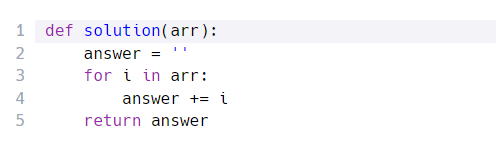 1 def solution(arr):
2     answer = ''
3     for i in arr:
4         answer += i
5     return answer